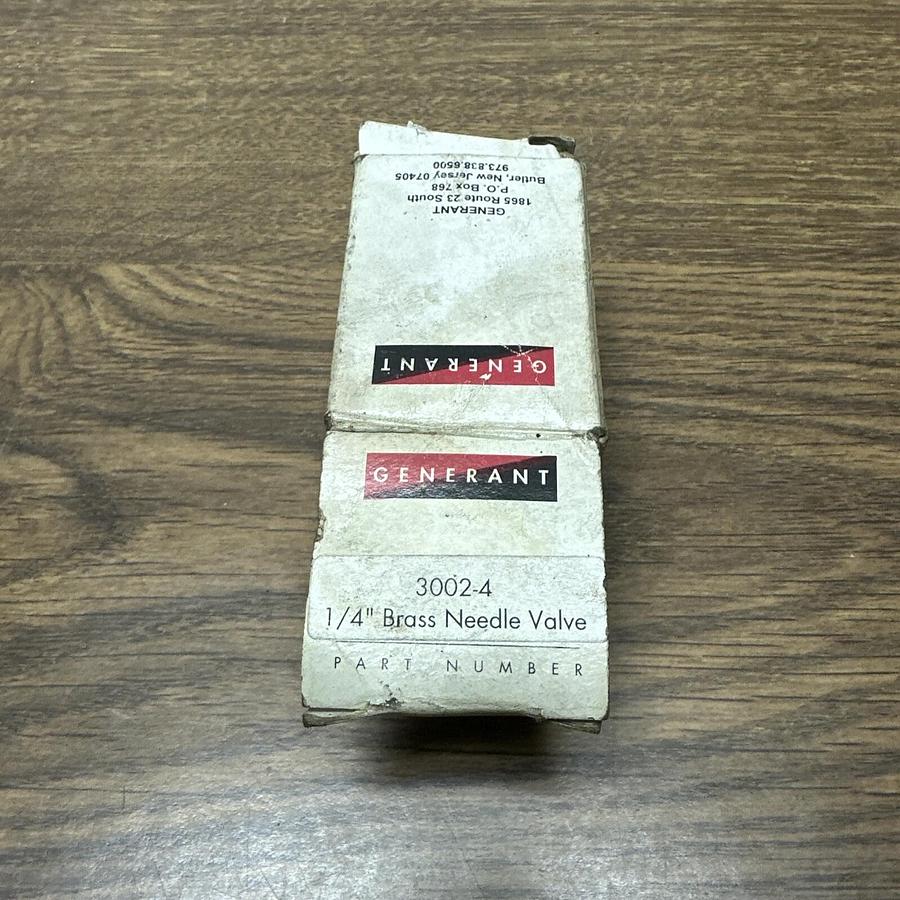 GENERANT
1865 Route 23 South
P.O. Box 768
Butler, New Jersey 07405
973.838.6500
GENERANT
GENERANT
3002-4
1/4" Brass Needle Valve
PART NUMBER